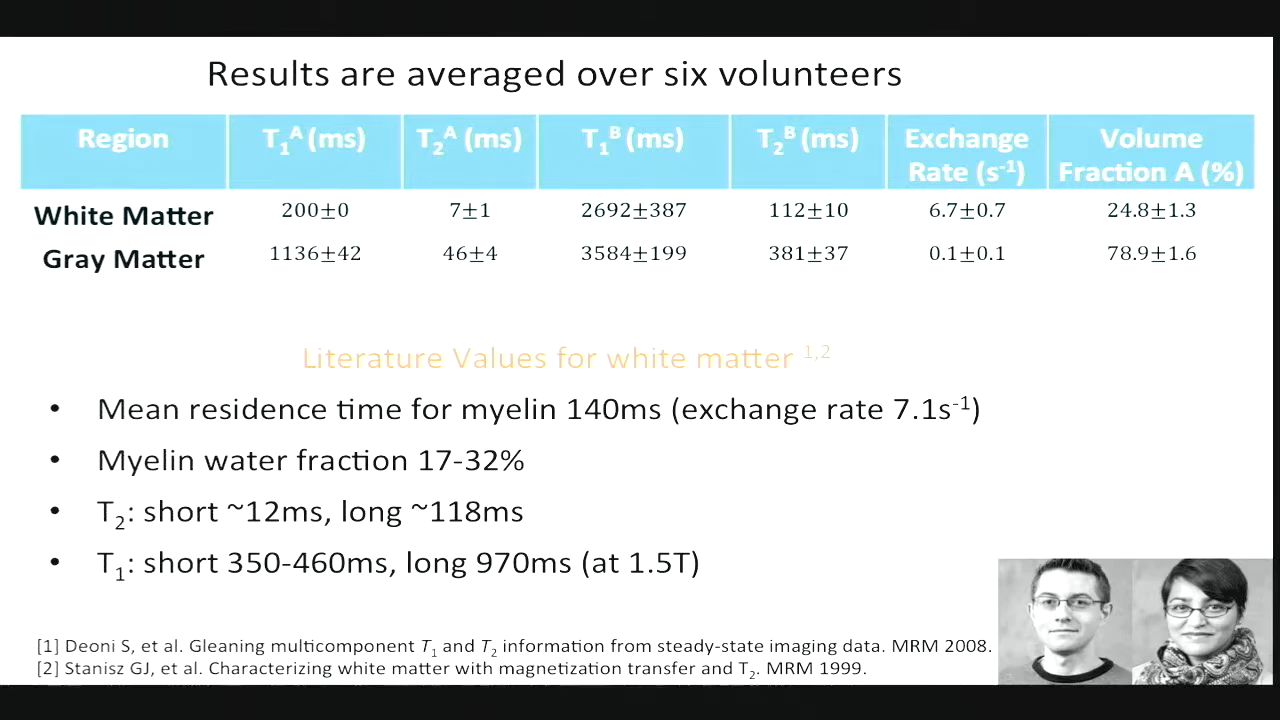 Results are averaged over six volunteers
Region T₁ᴬ (ms) T₂ᴬ (ms) T₁ᴮ (ms) T₂ᴮ (ms) Exchange Rate (s⁻¹) Volume Fraction A (%)
White Matter 200±0 7±1 2692±387 112±10 6.7±0.7 24.8±1.3
Gray Matter 1136±42 46±4 3584±199 381±37 0.1±0.1 78.9±1.6
Literature Values for white matter ¹,²
• Mean residence time for myelin 140ms (exchange rate 7.1s⁻¹)
• Myelin water fraction 17-32%
• T₂: short ~12ms, long ~118ms
• T₁: short 350-460ms, long 970ms (at 1.5T)
[1] Deoni S, et al. Gleaning multicomponent T₁ and T₂ information from steady-state imaging data. MRM 2008.
[2] Stanisz GJ, et al. Characterizing white matter with magnetization transfer and T₂. MRM 1999.